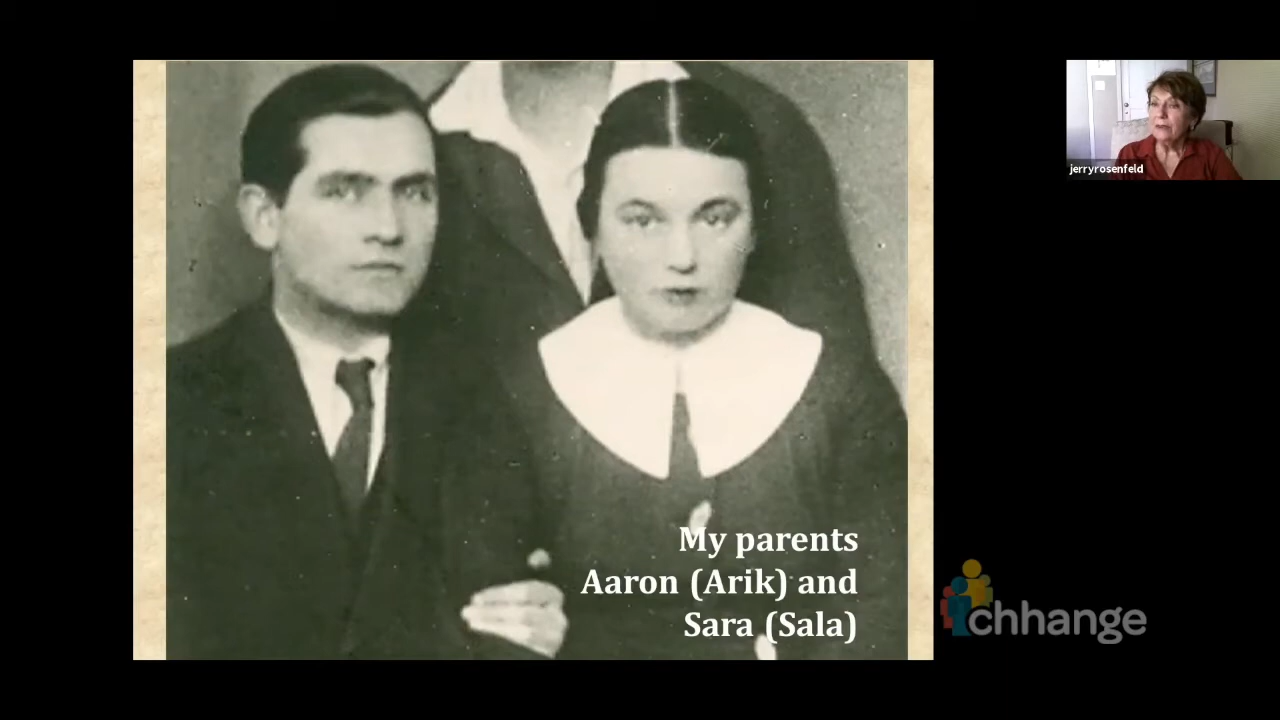 jerryrosenfeld
My parents
Aaron (Arik) and
Sara (Sala)
chhange